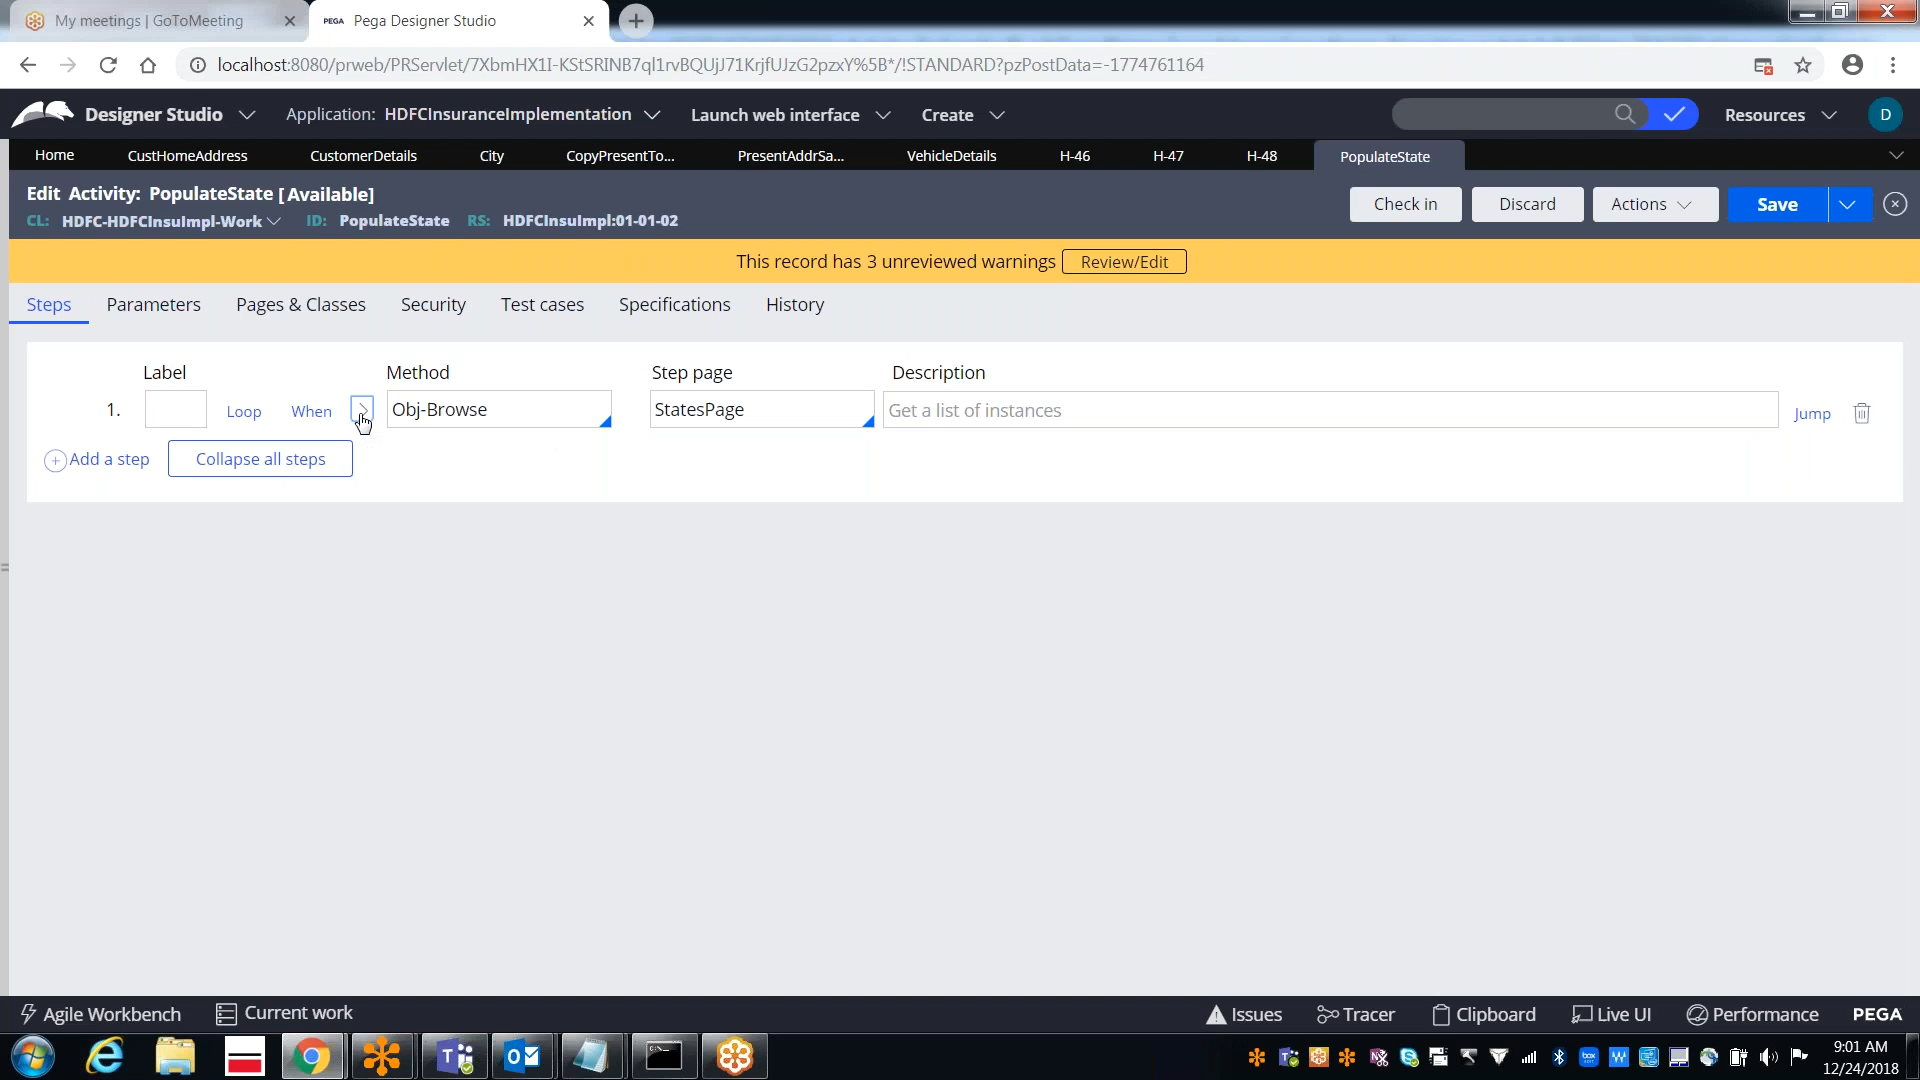 My meetings | GoToMeeting
PEGA Pega Designer Studio
localhost:8080/prweb/PRServlet/7XbmHX1I-KStSRINB7ql1rvBQUjJ71KrjfUJzG2pzxY%5B*/!STANDARD?pzPostData=-1774761164
Designer Studio Application: HDFCInsuranceImplementation Launch web interface Create Resources D
Home CustHomeAddress CustomerDetails City CopyPresentTo... PresentAddrSa... VehicleDetails H-46 H-47 H-48 PopulateState
Edit Activity: PopulateState [Available]
CL: HDFC-HDFCInsuImpl-Work ID: PopulateState RS: HDFCInsuImpl:01-01-02
Check in Discard Actions Save
This record has 3 unreviewed warnings Review/Edit
Steps Parameters Pages & Classes Security Test cases Specifications History
Label Method Step page Description
1. Loop When Obj-Browse StatesPage Get a list of instances Jump
Add a step Collapse all steps
Agile Workbench Current work Issues Tracer Clipboard Live UI Performance PEGA
9:01 AM
12/24/2018